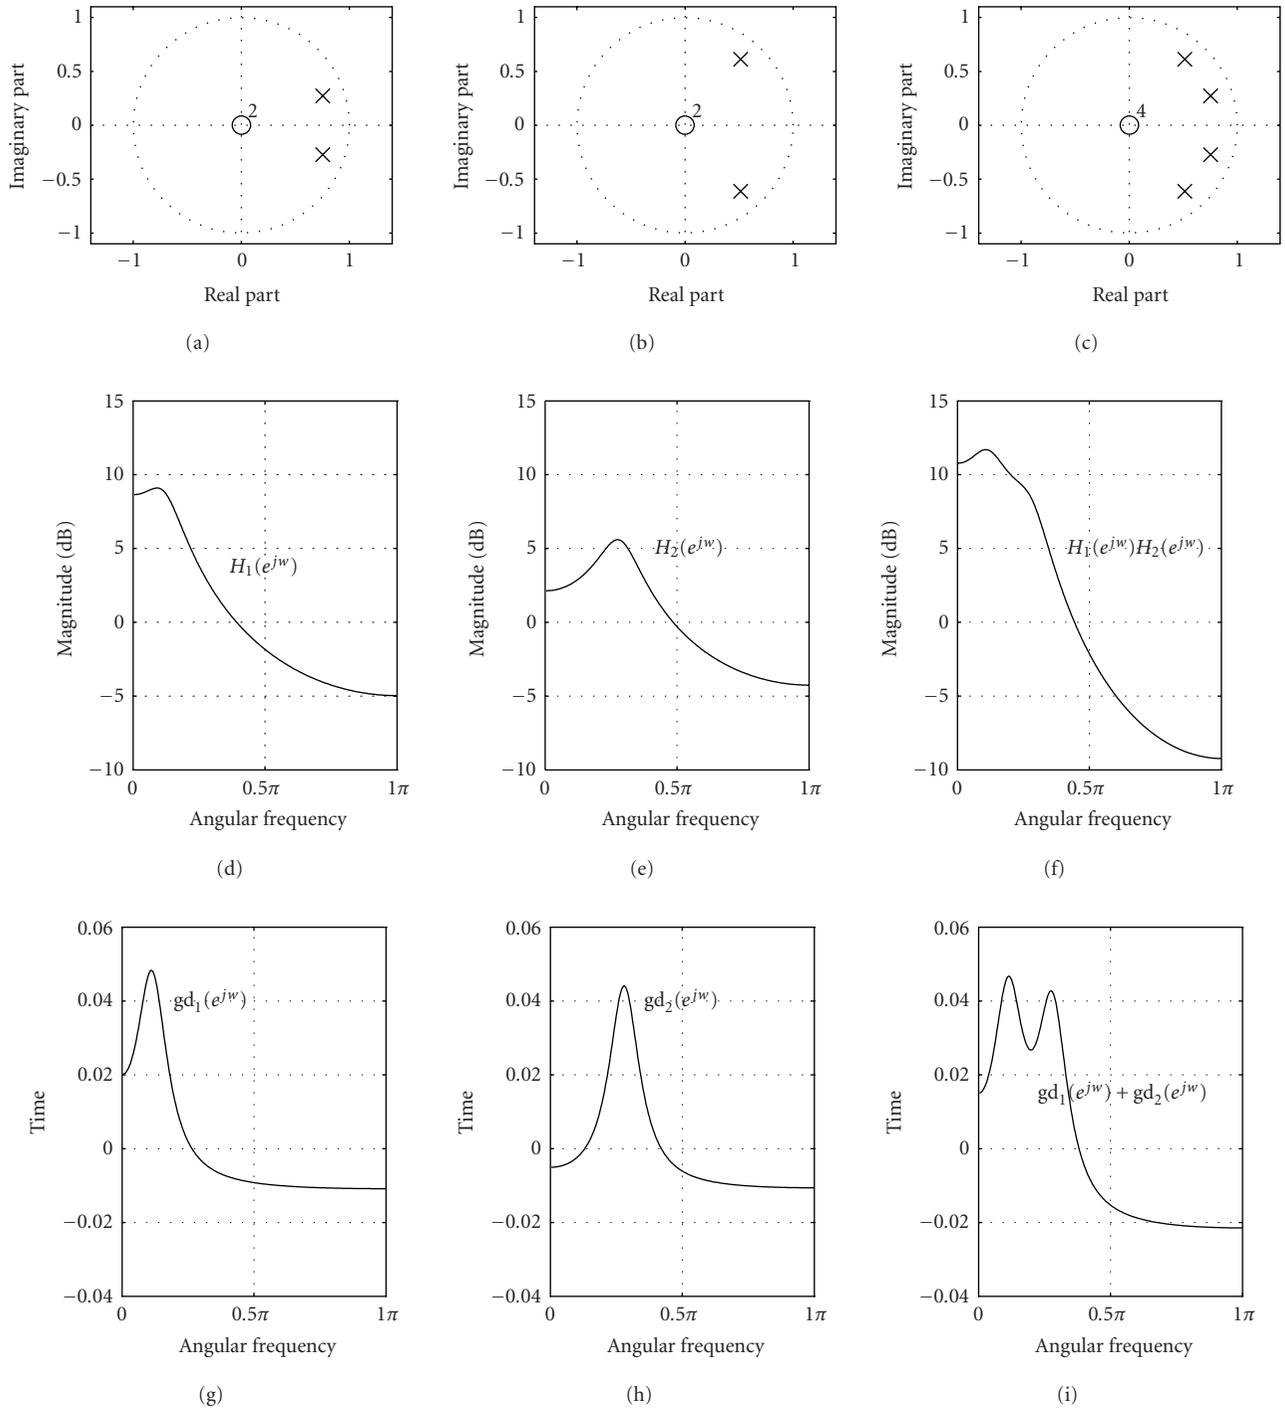 1
0.5
0
−0.5
−1
Imaginary part
2
−1 0 1
Real part
(a)
1
0.5
0
−0.5
−1
Imaginary part
2
−1 0 1
Real part
(b)
1
0.5
0
−0.5
−1
Imaginary part
4
−1 0 1
Real part
(c)
15
10
5
0
−5
−10
Magnitude (dB)
H₁(e^{jw})
0 0.5π 1π
Angular frequency
(d)
15
10
5
0
−5
−10
Magnitude (dB)
H₂(e^{jw})
0 0.5π 1π
Angular frequency
(e)
15
10
5
0
−5
−10
Magnitude (dB)
H₁(e^{jw})H₂(e^{jw})
0 0.5π 1π
Angular frequency
(f)
0.06
0.04
0.02
0
−0.02
−0.04
Time
gd₁(e^{jw})
0 0.5π 1π
Angular frequency
(g)
0.06
0.04
0.02
0
−0.02
−0.04
Time
gd₂(e^{jw})
0 0.5π 1π
Angular frequency
(h)
0.06
0.04
0.02
0
−0.02
−0.04
Time
gd₁(e^{jw}) + gd₂(e^{jw})
0 0.5π 1π
Angular frequency
(i)